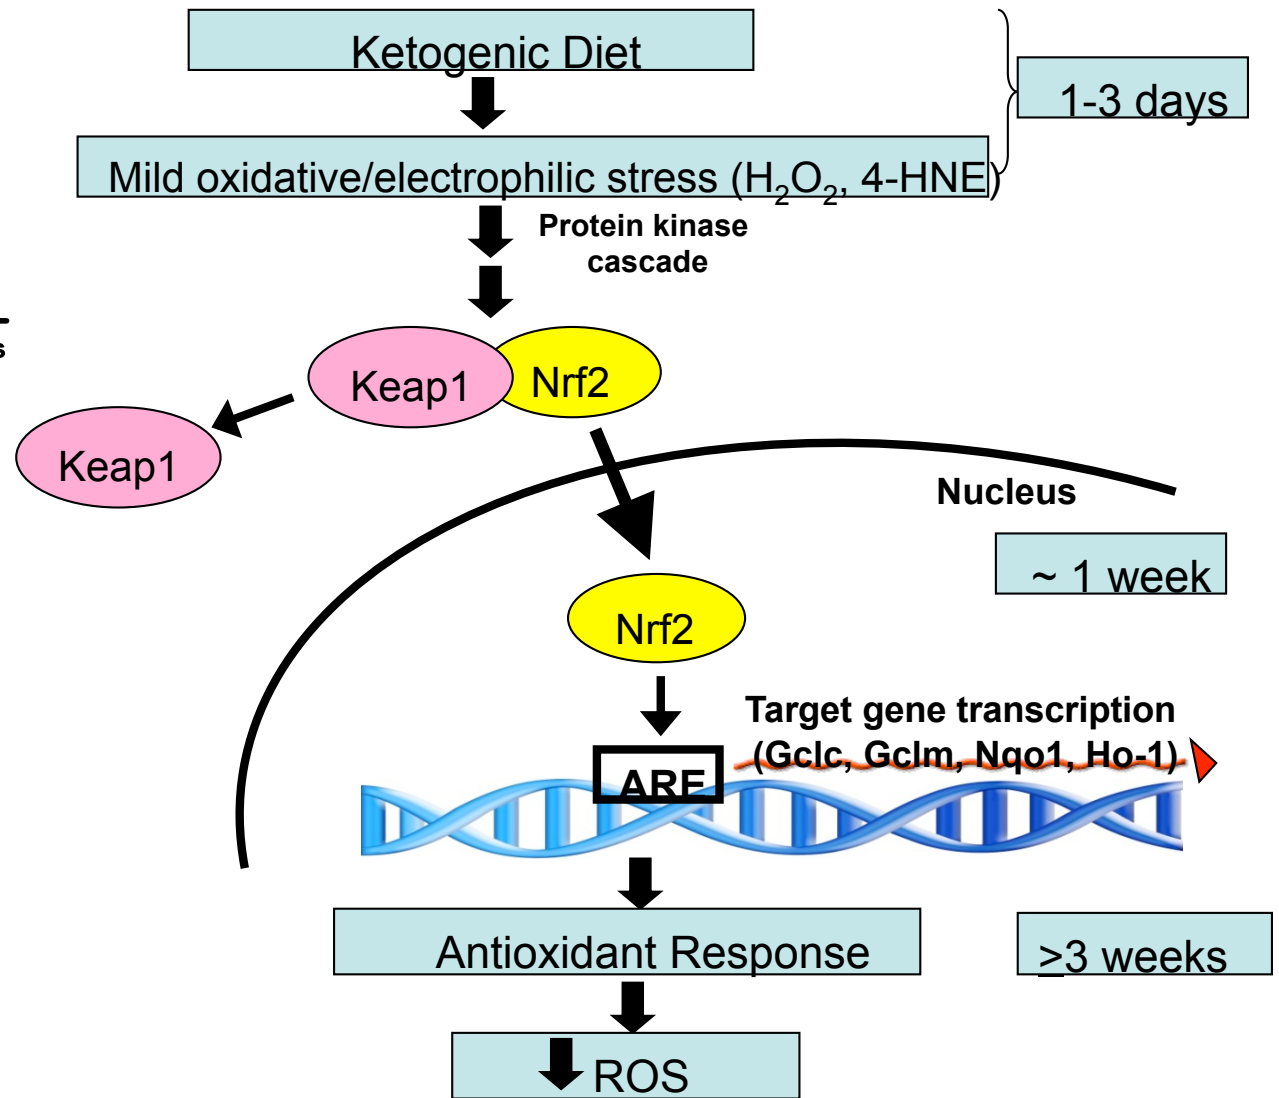 Ketogenic Diet
1-3 days
Mild oxidative/electrophilic stress (H₂O₂, 4-HNE)
Protein kinase
cascade
Keap1
Nrf2
Keap1
Nucleus
~ 1 week
Nrf2
Target gene transcription
(Gclc, Gclm, Nqo1, Ho-1)
ARE
Antioxidant Response
≥3 weeks
ROS